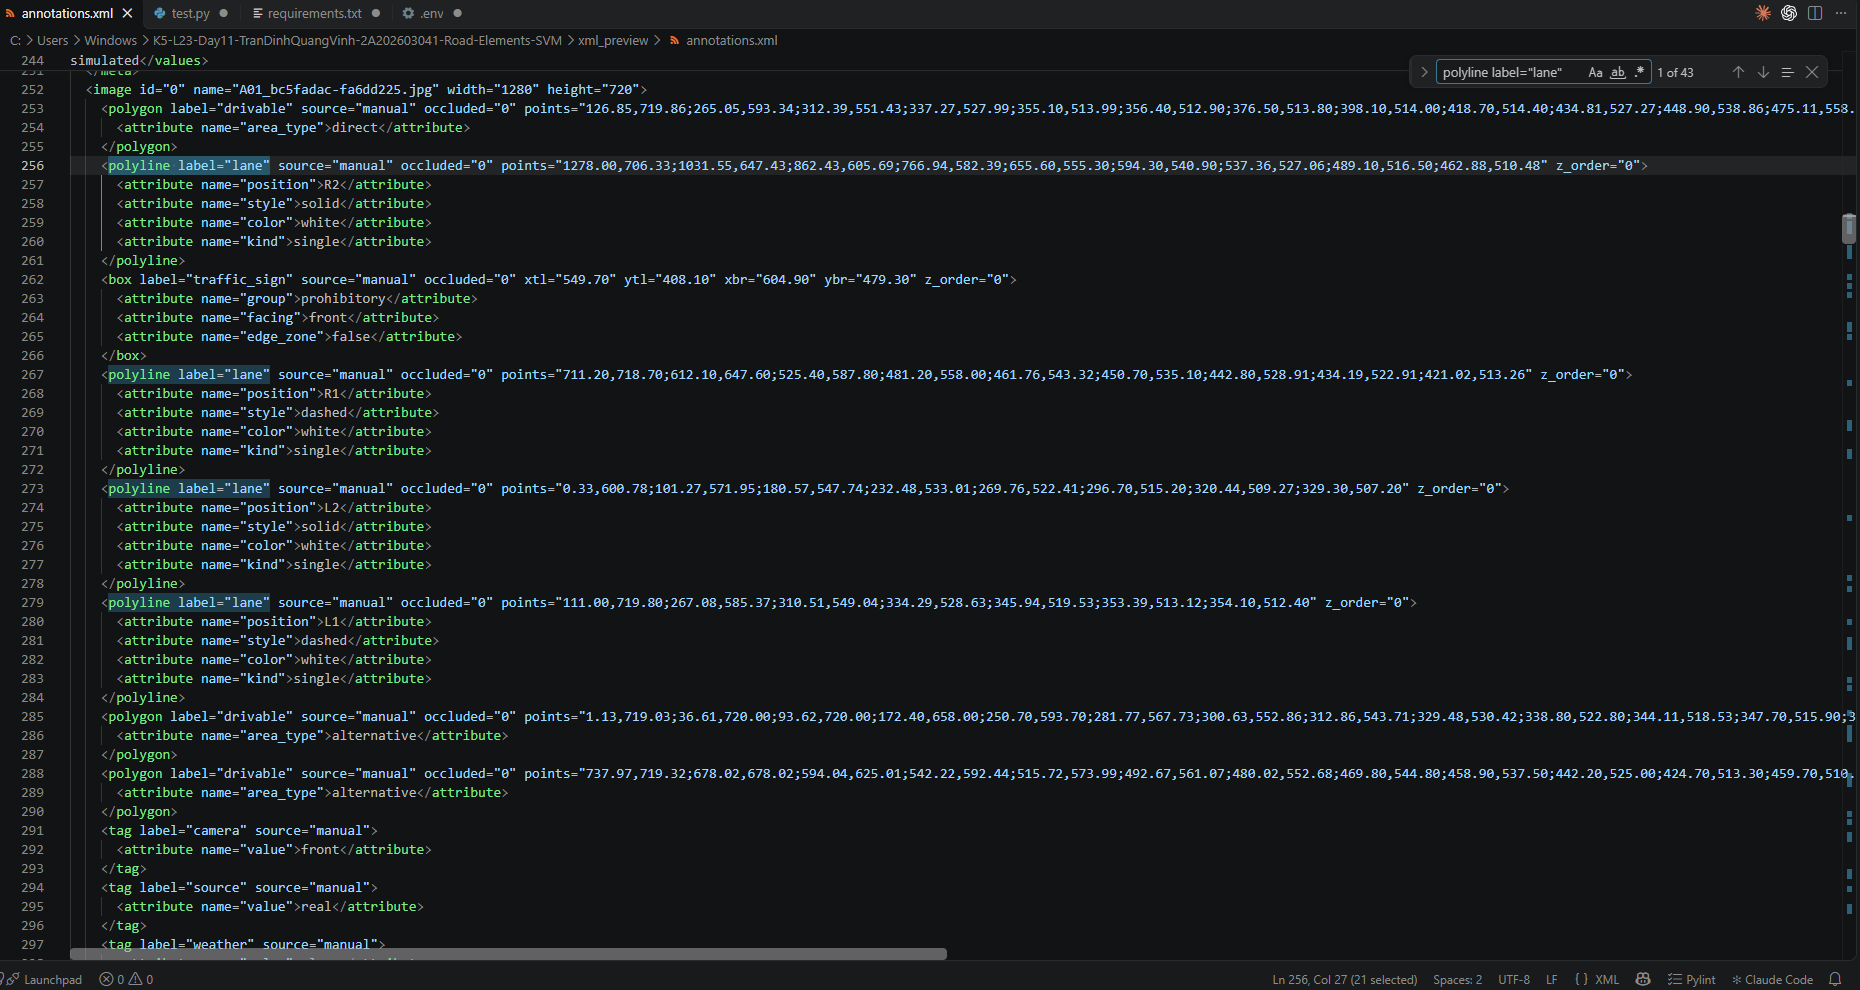 annotations.xml
test.py
requirements.txt
.env
C: > Users > Windows > K5-L23-Day11-TranDinhQuangVinh-2A202603041-Road-Elements-SVM > xml_preview > annotations.xml
polyline label="lane" Aa ab .* 1 of 43
244 simulated</values>
251 </meta>
252 <image id="0" name="A01_bc5fadac-fa6dd225.jpg" width="1280" height="720">
253 <polygon label="drivable" source="manual" occluded="0" points="126.85,719.86;265.05,593.34;312.39,551.43;337.27,527.99;355.10,513.99;356.40,512.90;376.50,513.80;398.10,514.00;418.70,514.40;434.81,527.27;448.90,538.86;475.11,558.
254 <attribute name="area_type">direct</attribute>
255 </polygon>
256 <polyline label="lane" source="manual" occluded="0" points="1278.00,706.33;1031.55,647.43;862.43,605.69;766.94,582.39;655.60,555.30;594.30,540.90;537.36,527.06;489.10,516.50;462.88,510.48" z_order="0">
257 <attribute name="position">R2</attribute>
258 <attribute name="style">solid</attribute>
259 <attribute name="color">white</attribute>
260 <attribute name="kind">single</attribute>
261 </polyline>
262 <box label="traffic_sign" source="manual" occluded="0" xtl="549.70" ytl="408.10" xbr="604.90" ybr="479.30" z_order="0">
263 <attribute name="group">prohibitory</attribute>
264 <attribute name="facing">front</attribute>
265 <attribute name="edge_zone">false</attribute>
266 </box>
267 <polyline label="lane" source="manual" occluded="0" points="711.20,718.70;612.10,647.60;525.40,587.80;481.20,558.00;461.76,543.32;450.70,535.10;442.80,528.91;434.19,522.91;421.02,513.26" z_order="0">
268 <attribute name="position">R1</attribute>
269 <attribute name="style">dashed</attribute>
270 <attribute name="color">white</attribute>
271 <attribute name="kind">single</attribute>
272 </polyline>
273 <polyline label="lane" source="manual" occluded="0" points="0.33,600.78;101.27,571.95;180.57,547.74;232.48,533.01;269.76,522.41;296.70,515.20;320.44,509.27;329.30,507.20" z_order="0">
274 <attribute name="position">L2</attribute>
275 <attribute name="style">solid</attribute>
276 <attribute name="color">white</attribute>
277 <attribute name="kind">single</attribute>
278 </polyline>
279 <polyline label="lane" source="manual" occluded="0" points="111.00,719.80;267.08,585.37;310.51,549.04;334.29,528.63;345.94,519.53;353.39,513.12;354.10,512.40" z_order="0">
280 <attribute name="position">L1</attribute>
281 <attribute name="style">dashed</attribute>
282 <attribute name="color">white</attribute>
283 <attribute name="kind">single</attribute>
284 </polyline>
285 <polygon label="drivable" source="manual" occluded="0" points="1.13,719.03;36.61,720.00;93.62,720.00;172.40,658.00;250.70,593.70;281.77,567.73;300.63,552.86;312.86,543.71;329.48,530.42;338.80,522.80;344.11,518.53;347.70,515.90;3
286 <attribute name="area_type">alternative</attribute>
287 </polygon>
288 <polygon label="drivable" source="manual" occluded="0" points="737.97,719.32;678.02,678.02;594.04,625.01;542.22,592.44;515.72,573.99;492.67,561.07;480.02,552.68;469.80,544.80;458.90,537.50;442.20,525.00;424.70,513.30;459.70,510.
289 <attribute name="area_type">alternative</attribute>
290 </polygon>
291 <tag label="camera" source="manual">
292 <attribute name="value">front</attribute>
293 </tag>
294 <tag label="source" source="manual">
295 <attribute name="value">real</attribute>
296 </tag>
297 <tag label="weather" source="manual">
Launchpad 0 0 Ln 256, Col 27 (21 selected) Spaces: 2 UTF-8 LF {} XML Pylint Claude Code